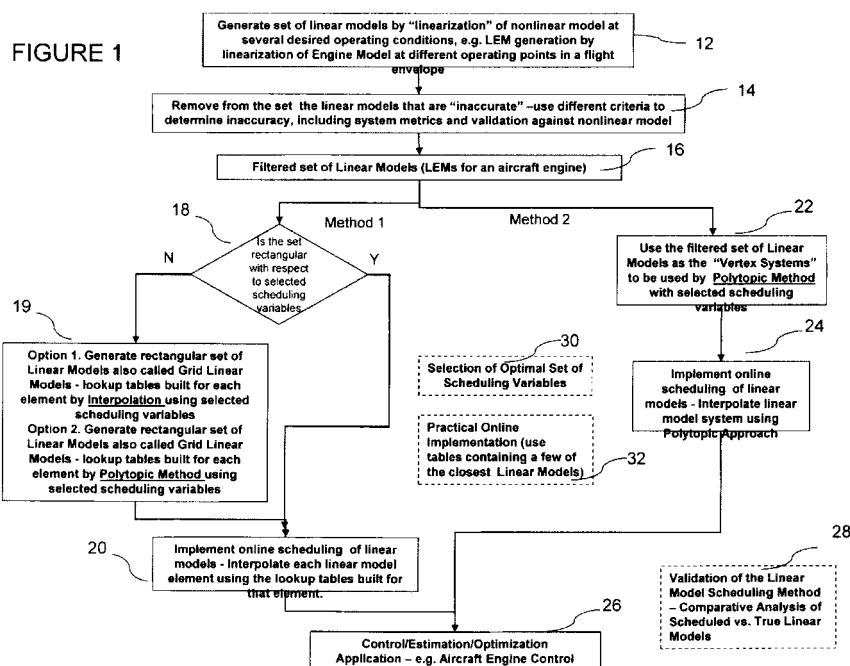 FIGURE 1
Generate set of linear models by "linearization" of nonlinear model at
several desired operating conditions, e.g. LEM generation by
linearization of Engine Model at different operating points in a flight
envelope
12
Remove from the set the linear models that are "inaccurate" –use different criteria to
determine inaccuracy, including system metrics and validation against nonlinear model
14
Filtered set of Linear Models (LEMs for an aircraft engine)
16
Method 1
Method 2
18
Is the set
rectangular
with respect
to selected
scheduling
variables
N
Y
22
Use the filtered set of Linear
Models as the "Vertex Systems"
to be used by Polytopic Method
with selected scheduling
variables
19
Option 1. Generate rectangular set of
Linear Models also called Grid Linear
Models - lookup tables built for each
element by Interpolation using selected
scheduling variables
Option 2. Generate rectangular set of
Linear Models also called Grid Linear
Models - lookup tables built for each
element by Polytopic Method using
selected scheduling variables
24
Implement online
scheduling of linear
models - Interpolate linear
model system using
Polytopic Approach
30
Selection of Optimal Set of
Scheduling Variables
Practical Online
Implementation (use
tables containing a few of
the closest Linear Models)
32
20
Implement online scheduling of linear
models - Interpolate each linear model
element using the lookup tables built for
that element.
28
Validation of the Linear
Model Scheduling Method
– Comparative Analysis of
Scheduled vs. True Linear
Models
26
Control/Estimation/Optimization
Application – e.g. Aircraft Engine Control